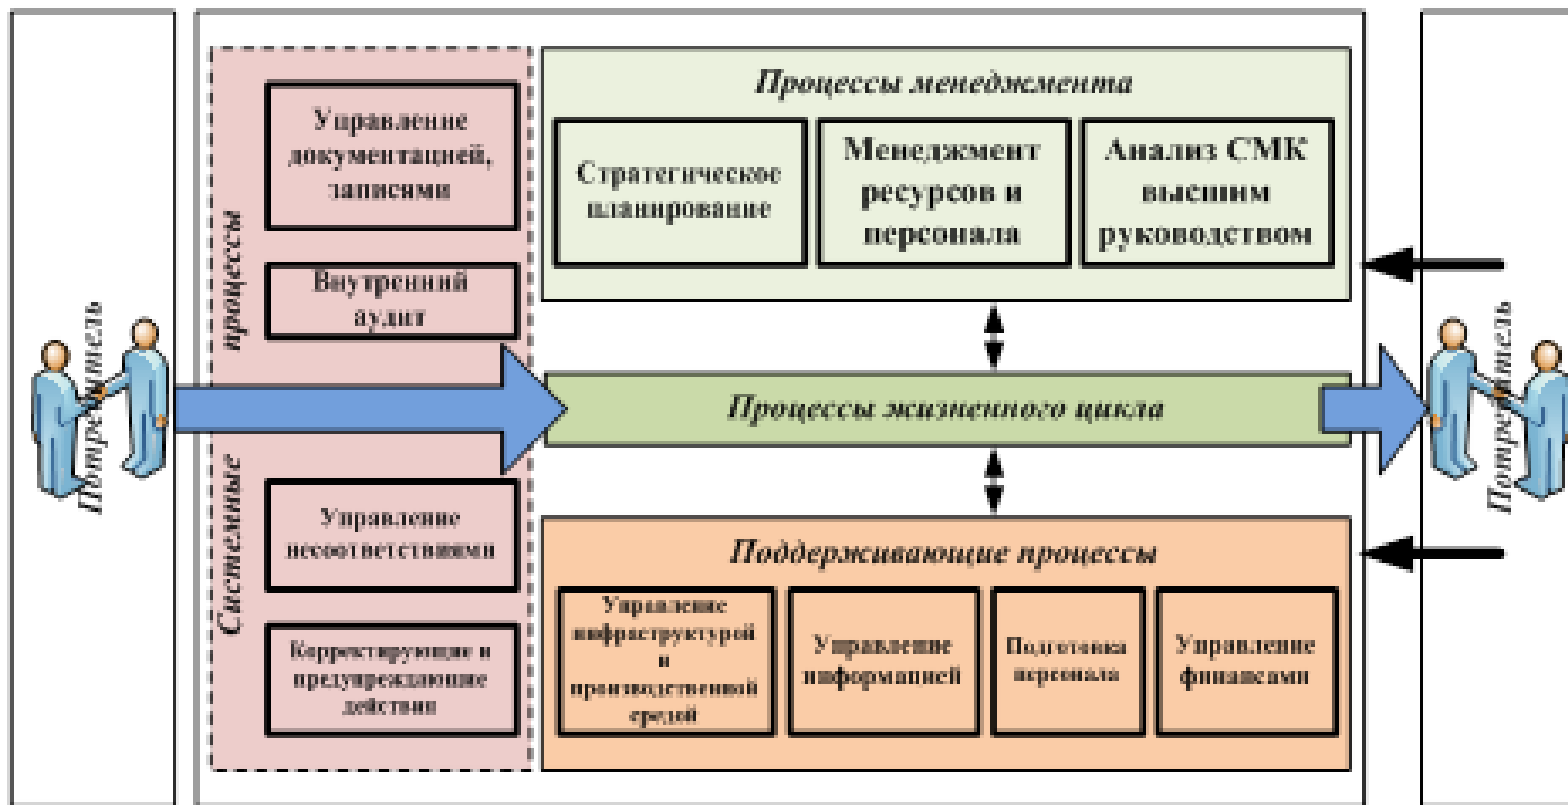 Потребитель
Системные процессы
Управление
документацией,
записями
Внутренний
аудит
Управление
несоответствиями
Корректирующие и
предупреждающие
действия
Процессы менеджмента
Стратегическое
планирование
Менеджмент
ресурсов и
персонала
Анализ СМК
высшим
руководством
Процессы жизненного цикла
Поддерживающие процессы
Управление
инфраструктурой
и
производственной
средой
Управление
информацией
Подготовка
персонала
Управление
финансами
Потребитель